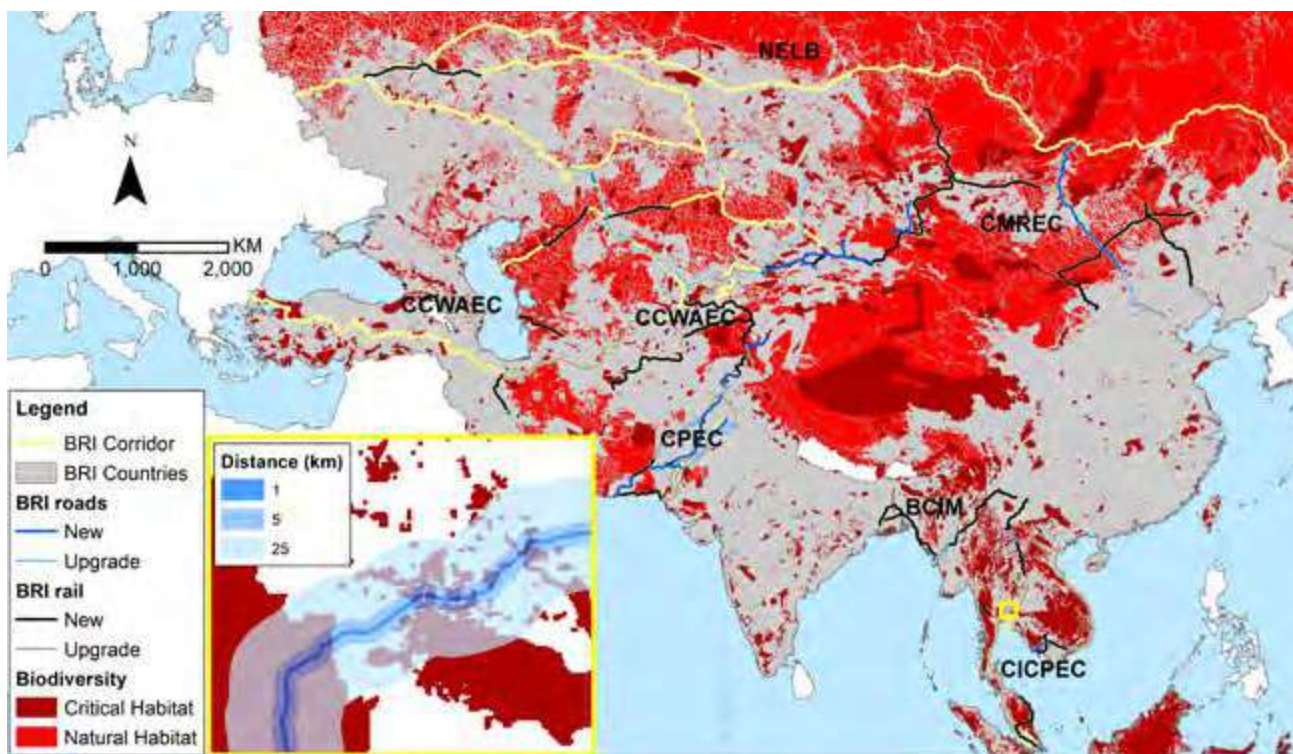 NELB
N
CMREC
KM
0 1,000 2,000
CCWAEC
CCWAEC
CPEC
BCIM
CICPEC
Legend
BRI Corridor
BRI Countries
BRI roads
New
Upgrade
BRI rail
New
Upgrade
Biodiversity
Critical Habitat
Natural Habitat
Distance (km)
1
5
25